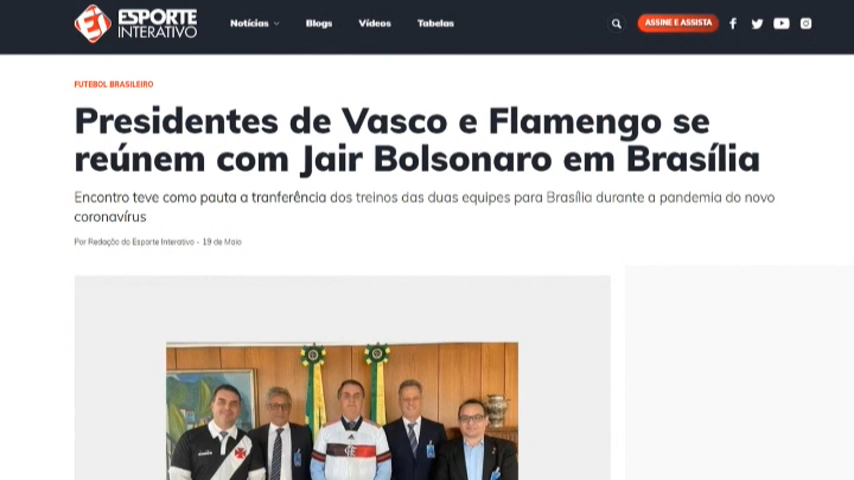 ESPORTE
INTERATIVO
Notícias
Blogs
Vídeos
Tabelas
ASSINE E ASSISTA
FUTEBOL BRASILEIRO
Presidentes de Vasco e Flamengo se
reúnem com Jair Bolsonaro em Brasília
Encontro teve como pauta a tranferência dos treinos das duas equipes para Brasília durante a pandemia do novo
coronavírus
Por Redação do Esporte Interativo - 19 de Maio